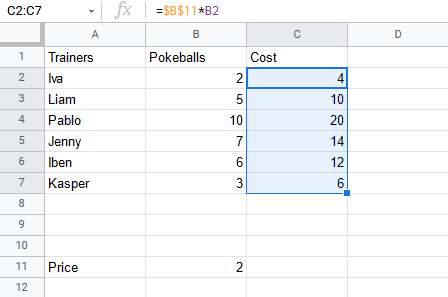 C2:C7 fx =$B$11*B2
A B C D
1 Trainers Pokeballs Cost
2 Iva 2 4
3 Liam 5 10
4 Pablo 10 20
5 Jenny 7 14
6 Iben 6 12
7 Kasper 3 6
8
9
10
11 Price 2
12